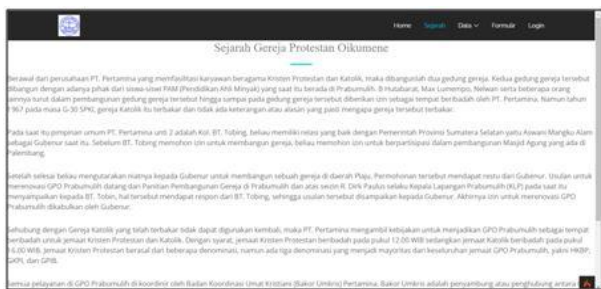 Home Sejarah Data Formulir Login
Sejarah Gereja Protestan Oikumene
Berawal dari perusahaan PT. Pertamina yang memfasilitasi karyawan beragama Kristen Protestan dan Katolik, maka dibangunlah dua gedung gereja. Kedua gedung gereja tersebut
dibangun dengan adanya pihak dari siswa-siswi PAM (Pendidikan Ahli Minyak) yang saat itu berada di Prabumulih. B Hutabarat, Max Lumempo, Nelwan serta beberapa orang
lainnya turut dalam pembangunan gedung gereja tersebut hingga sampai pada gedung gereja tersebut diberikan izin sebagai tempat beribadah oleh PT. Pertamina. Namun tahun
1967 pada masa G-30 SPKI, gereja Katolik itu terbakar dan tidak ada keterangan atau alasan yang pasti mengapa gereja tersebut terbakar.
Pada saat itu pimpinan umum PT. Pertamina unit 2 adalah Kol. BT. Tobing, beliau memiliki relasi yang baik dengan Pemerintah Provinsi Sumatera Selatan yaitu Aswani Mangku Alam
sebagai Gubernur saat itu. Sebelum BT. Tobing memohon izin untuk membangun gereja, beliau memohon izin untuk berpartisipasi dalam pembangunan Masjid Agung yang ada di
Palembang.
Setelah selesai beliau mengutarakan niatnya kepada Gubernur untuk membangun sebuah gereja di daerah Plaju, Permohonan tersebut mendapat restu dari Gubernur. Usulan untuk
merenovasi GPO Prabumulih datang dari Panitian Pembangunan Gereja di Prabumulih dan atas seizin R. Dirk Paulus selaku Kepala Lapangan Prabumulih (KLP) pada saat itu
menyampaikan kepada BT. Tobin, hal tersebut mendapat respon dari BT. Tobing, sehingga usulan tersebut disampaikan kepada Gubernur. Akhirnya izin untuk merenovasi GPO
Prabumulih dikabulkan oleh Gubenur.
Sehubung dengan Gereja Katolik yang telah terbakar tidak dapat digunakan kembali, maka PT. Pertamina mengambil kebijakan untuk menjadikan GPO Prabumulih sebagai tempat
beribadah untuk jemaat Kristen Protestan dan Katolik. Dengan syarat, jemaat Kristen Protestan beribadah pada pukul 12.00 WIB sedangkan jemaat Katolik beribadah pada pukul
16.00 WIB. Jemaat Kristen Protestan berasal dari beberapa denominasi, namun ada tiga denominasi yang menjadi mayoritas dari keseluruhan jemaat GPO Prabumulih, yakni HKBP,
GKPI, dan GPIB.
Semua pelayanan di GPO Prabumulih di koordinir oleh Badan Koordinasi Umat Kristiani (Bakor Umkris) Pertamina. Bakor Umkris adalah penyambung atau penghubung antara